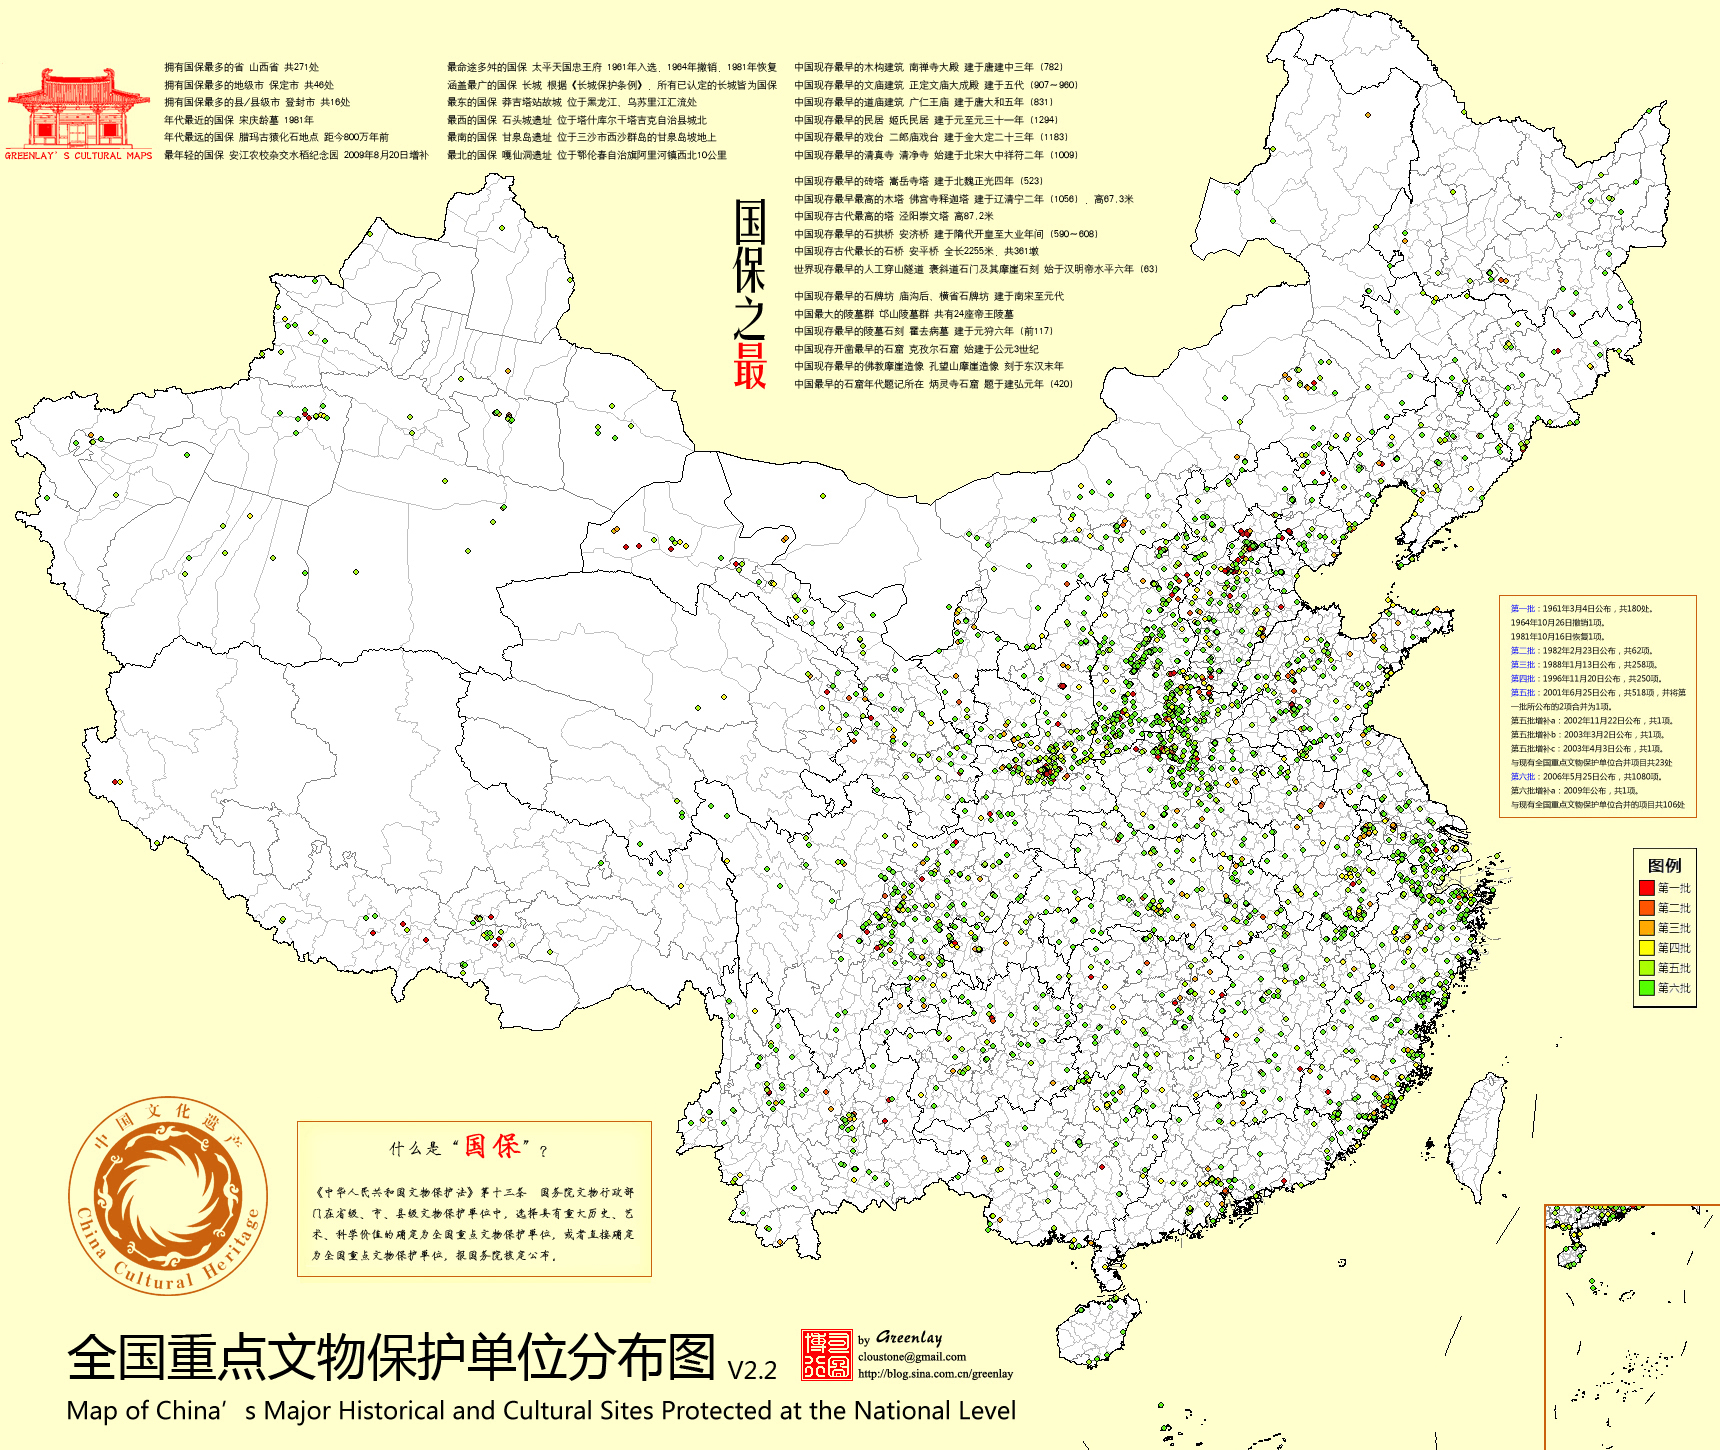 GREENLAY'S CULTURAL MAPS
拥有国保最多的省 山西省 共271处
拥有国保最多的地级市 保定市 共46处
拥有国保最多的县/县级市 登封市 共16处
年代最近的国保 宋庆龄墓 1981年
年代最远的国保 腊玛古猿化石地点 距今800万年前
最年轻的国保 安江农校杂交水稻纪念园 2009年8月20日增补
最命途多舛的国保 太平天国忠王府 1961年入选、1964年撤销、1981年恢复
涵盖最广的国保 长城 根据《长城保护条例》，所有已认定的长城皆为国保
最东的国保 莽吉塔站故城 位于黑龙江、乌苏里江汇流处
最西的国保 石头城遗址 位于塔什库尔干塔吉克自治县城北
最南的国保 甘泉岛遗址 位于三沙市西沙群岛的甘泉岛坡地上
最北的国保 嘎仙洞遗址 位于鄂伦春自治旗阿里河镇西北10公里
中国现存最早的木构建筑 南禅寺大殿 建于唐建中三年（782）
中国现存最早的文庙建筑 正定文庙大成殿 建于五代（907～960）
中国现存最早的道庙建筑 广仁王庙 建于唐大和五年（831）
中国现存最早的民居 姬氏民居 建于元至元三十一年（1294）
中国现存最早的戏台 二郎庙戏台 建于金大定二十三年（1183）
中国现存最早的清真寺 清净寺 始建于北宋大中祥符二年（1009）
中国现存最早的砖塔 嵩岳寺塔 建于北魏正光四年（523）
中国现存最早最高的木塔 佛宫寺释迦塔 建于辽清宁二年（1056）、高67.3米
中国现存古代最高的塔 泾阳崇文塔 高87.2米
中国现存最早的石拱桥 安济桥 建于隋代开皇至大业年间（590～608）
中国现存古代最长的石桥 安平桥 全长2255米、共361墩
世界现存最早的人工穿山隧道 褒斜道石门及其摩崖石刻 始于汉明帝永平六年（63）
中国现存最早的石牌坊 庙沟后、横省石牌坊 建于南宋至元代
中国最大的陵墓群 邙山陵墓群 共有24座帝王陵墓
中国现存最早的陵墓石刻 霍去病墓 建于元狩六年（前117）
中国现存开凿最早的石窟 克孜尔石窟 始建于公元3世纪
中国现存最早的佛教摩崖造像 孔望山摩崖造像 刻于东汉末年
中国最早的石窟年代题记所在 炳灵寺石窟 题于建弘元年（420）
国保之最
第一批：1961年3月4日公布，共180处。
1964年10月26日撤销1项。
1981年10月16日恢复1项。
第二批：1982年2月23日公布，共62项。
第三批：1988年1月13日公布，共258项。
第四批：1996年11月20日公布，共250项。
第五批：2001年6月25日公布，共518项，并将第
一批所公布的2项合并为1项。
第五批增补a：2002年11月22日公布，共1项。
第五批增补b：2003年3月2日公布，共1项。
第五批增补c：2003年4月3日公布，共1项。
与现有全国重点文物保护单位合并项目共23处
第六批：2006年5月25日公布，共1080项。
第六批增补a：2009年公布，共1项。
与现有全国重点文物保护单位合并的项目共106处
图例
第一批
第二批
第三批
第四批
第五批
第六批
中国文化遗产
China Cultural Heritage
什么是“国保”？
《中华人民共和国文物保护法》第十三条 国务院文物行政部
门在省级、市、县级文物保护单位中，选择具有重大历史、艺
术、科学价值的确定为全国重点文物保护单位，或者直接确定
为全国重点文物保护单位，报国务院核定公布。
全国重点文物保护单位分布图 V2.2
by Greenlay
cloustone@gmail.com
http://blog.sina.com.cn/greenlay
Map of China's Major Historical and Cultural Sites Protected at the National Level